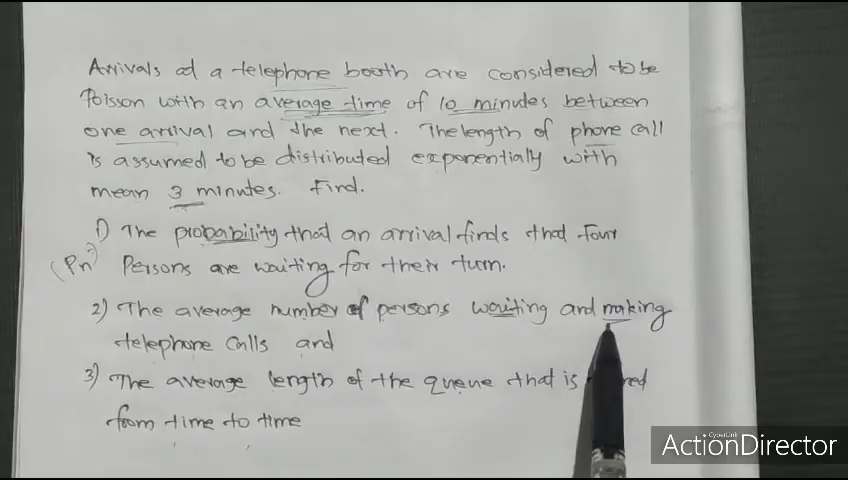 Arrivals at a telephone booth are considered to be
Poisson with an average time of 10 minutes between
one arrival and the next. The length of phone call
is assumed to be distributed exponentially with
mean 3 minutes. Find.
1) The probability that an arrival finds that four
(Pn) Persons are waiting for their turn.
2) The average number of persons waiting and making
telephone calls and
3) The average length of the queue that is
from time to time
CyberLink
ActionDirector